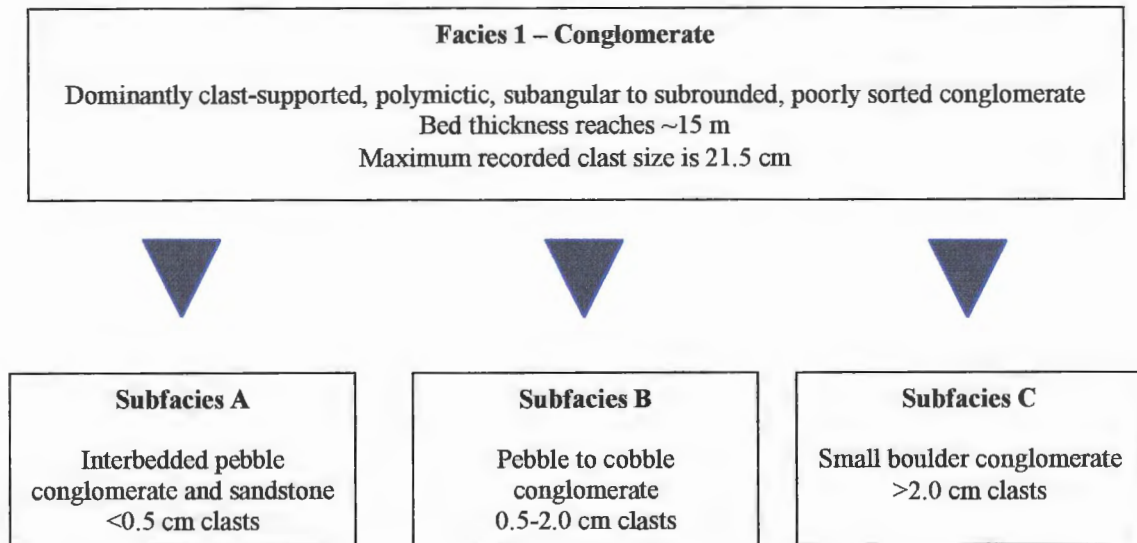 Facies 1 – Conglomerate
Dominantly clast-supported, polymictic, subangular to subrounded, poorly sorted conglomerate
Bed thickness reaches ~15 m
Maximum recorded clast size is 21.5 cm
Subfacies A
Interbedded pebble
conglomerate and sandstone
<0.5 cm clasts
Subfacies B
Pebble to cobble
conglomerate
0.5-2.0 cm clasts
Subfacies C
Small boulder conglomerate
>2.0 cm clasts